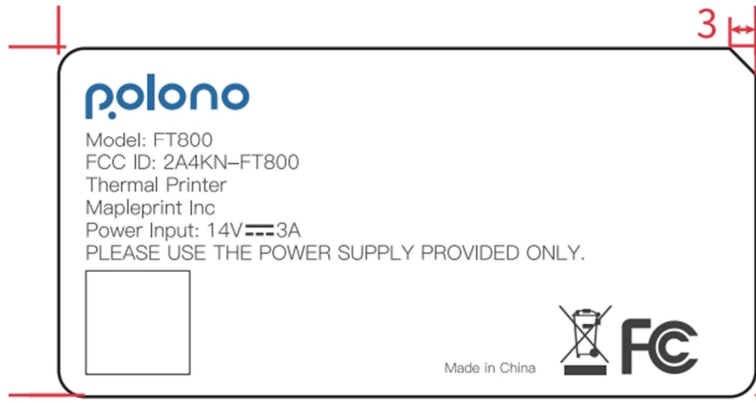 3
polono
Model: FT800
FCC ID: 2A4KN-FT800
Thermal Printer
Mapleprint Inc
Power Input: 14V⎓3A
PLEASE USE THE POWER SUPPLY PROVIDED ONLY.
Made in China
FC